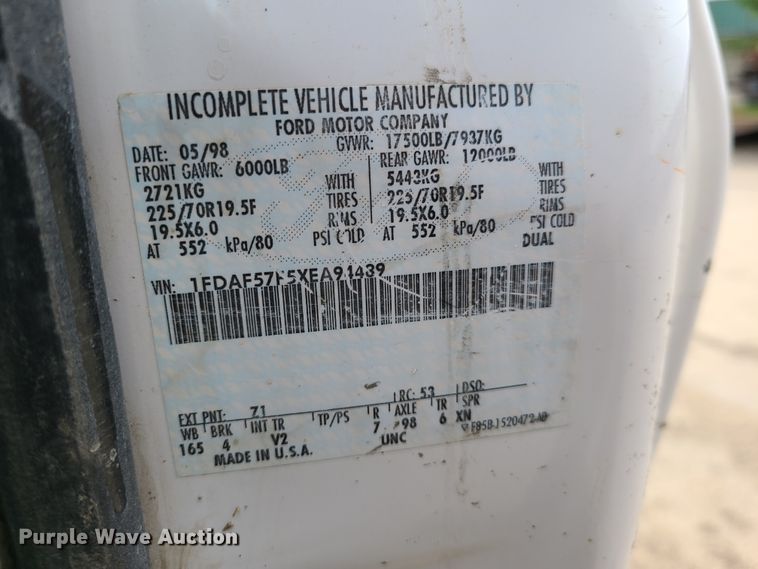 INCOMPLETE VEHICLE MANUFACTURED BY
FORD MOTOR COMPANY
DATE: 05/98 GVWR: 17500LB/7937KG
FRONT GAWR: 6000LB REAR GAWR: 12000LB
2721KG WITH 5443KG WITH
225/70R19.5F TIRES 225/70R19.5F TIRES
19.5X6.0 RIMS 19.5X6.0 RIMS
AT 552 kPa/80 PSI COLD AT 552 kPa/80 PSI COLD
DUAL
VIN:
EXT PNT: Z1 RC: 53 DSO:
WB BRK INT TR TP/PS R AXLE TR SPR
165 4 V2 7 98 6 XN
UNC
MADE IN U.S.A.
Purple Wave Auction